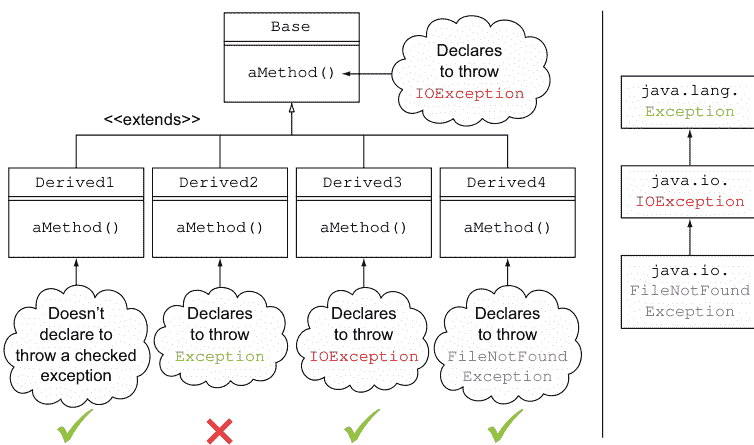 Base
aMethod()
Declares
to throw
IOException
<<extends>>
Derived1
aMethod()
Derived2
aMethod()
Derived3
aMethod()
Derived4
aMethod()
Doesn't
declare to
throw a checked
exception
Declares
to throw
Exception
Declares
to throw
IOException
Declares
to throw
FileNotFound
Exception
java.lang.
Exception
java.io.
IOException
java.io.
FileNotFound
Exception